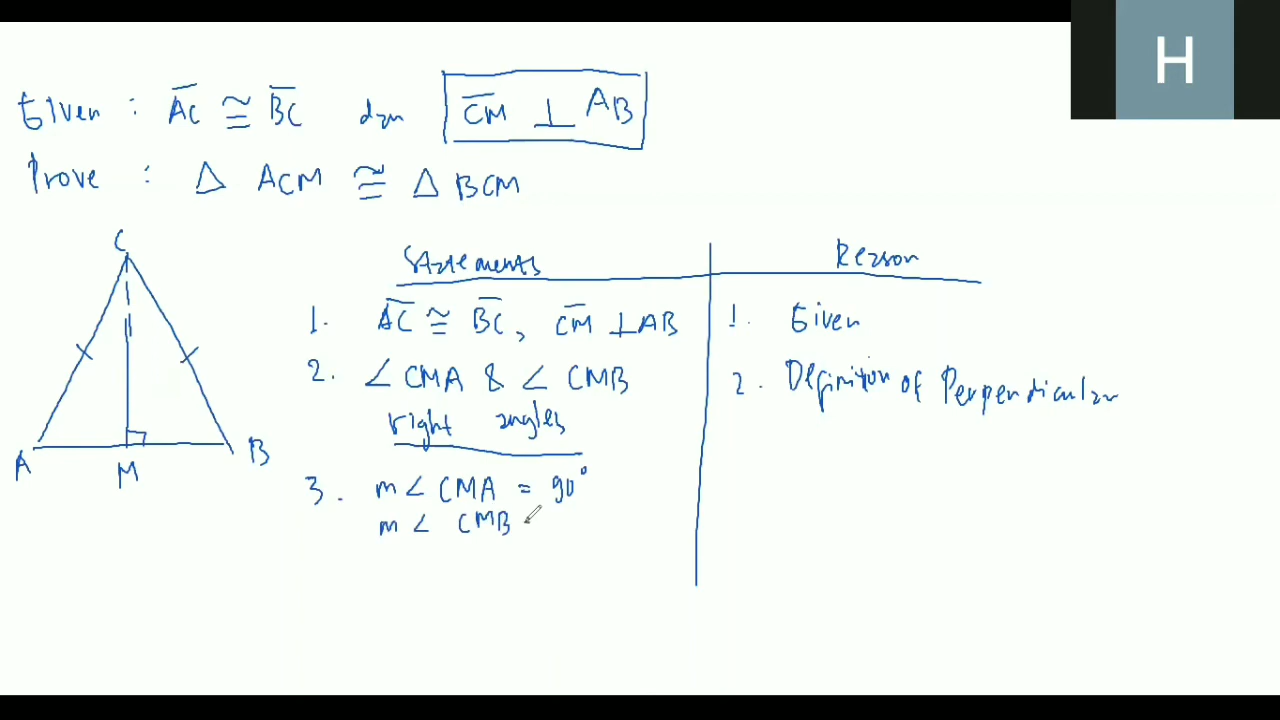 H
Given : AC ≅ BC dan CM ⊥ AB
Prove : △ ACM ≅ △ BCM
C
A
M
B
Statements
Reason
1. AC ≅ BC, CM ⊥ AB
1. Given
2. ∠ CMA & ∠ CMB
right angles
2. Definition of Perpendicular
3. m∠ CMA = 90°
m∠ CMB